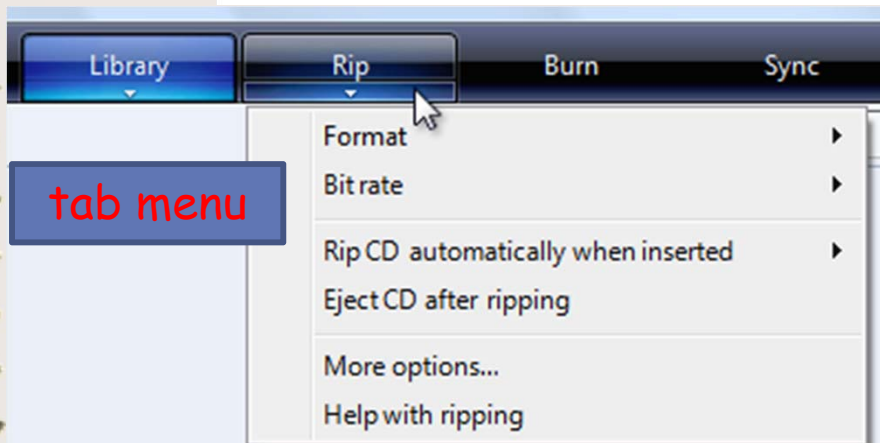 Library Rip Burn Sync
Format
Bit rate
tab menu
Rip CD automatically when inserted
Eject CD after ripping
More options...
Help with ripping